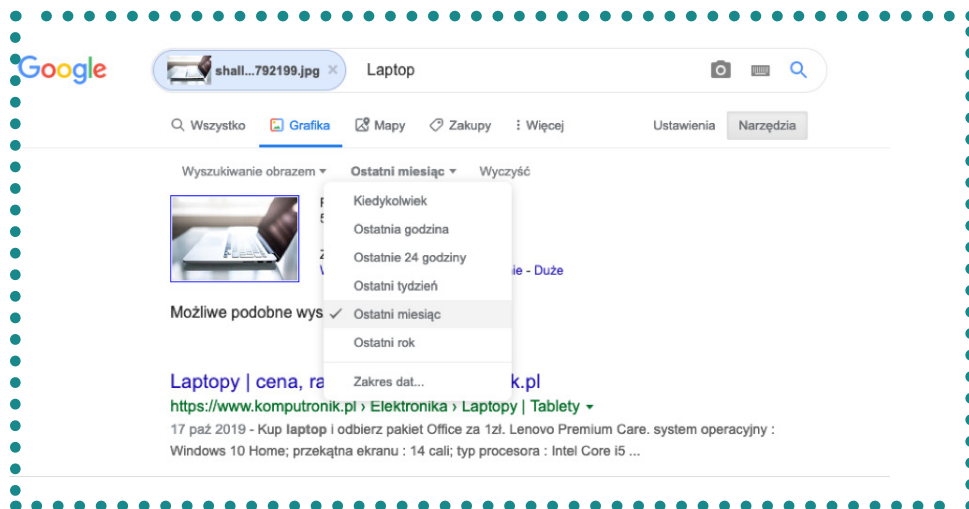 Google
shall...792199.jpg × Laptop
Wszystko Grafika Mapy Zakupy Więcej Ustawienia Narzędzia
Wyszukiwanie obrazem Ostatni miesiąc Wyczyść
Kiedykolwiek
Ostatnia godzina
Ostatnie 24 godziny
ie - Duże
Ostatni tydzień
Możliwe podobne wys
✓ Ostatni miesiąc
Ostatni rok
Zakres dat...
Laptopy | cena, ra k.pl
https://www.komputronik.pl › Elektronika › Laptopy | Tablety
17 paź 2019 - Kup laptop i odbierz pakiet Office za 1zł. Lenovo Premium Care. system operacyjny :
Windows 10 Home; przekątna ekranu : 14 cali; typ procesora : Intel Core i5 ...